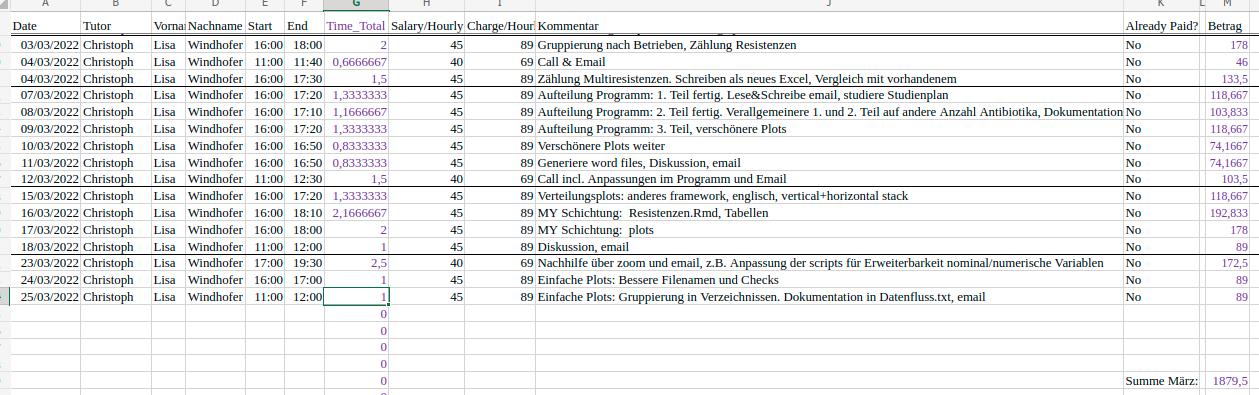 A B C D E F G H I J K L M
Date Tutor Vorna Nachname Start End Time_Total Salary/Hourly Charge/Hourl Kommentar Already Paid? Betrag
03/03/2022 Christoph Lisa Windhofer 16:00 18:00 2 45 89 Gruppierung nach Betrieben, Zählung Resistenzen No 178
04/03/2022 Christoph Lisa Windhofer 11:00 11:40 0,6666667 40 69 Call & Email No 46
04/03/2022 Christoph Lisa Windhofer 16:00 17:30 1,5 45 89 Zählung Multiresistenzen. Schreiben als neues Excel, Vergleich mit vorhandenem No 133,5
07/03/2022 Christoph Lisa Windhofer 16:00 17:20 1,3333333 45 89 Aufteilung Programm: 1. Teil fertig. Lese&Schreibe email, studiere Studienplan No 118,667
08/03/2022 Christoph Lisa Windhofer 16:00 17:10 1,1666667 45 89 Aufteilung Programm: 2. Teil fertig. Verallgemeinere 1. und 2. Teil auf andere Anzahl Antibiotika, Dokumentation No 103,833
09/03/2022 Christoph Lisa Windhofer 16:00 17:20 1,3333333 45 89 Aufteilung Programm: 3. Teil, verschönere Plots No 118,667
10/03/2022 Christoph Lisa Windhofer 16:00 16:50 0,8333333 45 89 Verschönere Plots weiter No 74,1667
11/03/2022 Christoph Lisa Windhofer 16:00 16:50 0,8333333 45 89 Generiere word files, Diskussion, email No 74,1667
12/03/2022 Christoph Lisa Windhofer 11:00 12:30 1,5 40 69 Call incl. Anpassungen im Programm und Email No 103,5
15/03/2022 Christoph Lisa Windhofer 16:00 17:20 1,3333333 45 89 Verteilungsplots: anderes framework, englisch, vertical+horizontal stack No 118,667
16/03/2022 Christoph Lisa Windhofer 16:00 18:10 2,1666667 45 89 MY Schichtung: Resistenzen.Rmd, Tabellen No 192,833
17/03/2022 Christoph Lisa Windhofer 16:00 18:00 2 45 89 MY Schichtung: plots No 178
18/03/2022 Christoph Lisa Windhofer 11:00 12:00 1 45 89 Diskussion, email No 89
23/03/2022 Christoph Lisa Windhofer 17:00 19:30 2,5 40 69 Nachhilfe über zoom und email, z.B. Anpassung der scripts für Erweiterbarkeit nominal/numerische Variablen No 172,5
24/03/2022 Christoph Lisa Windhofer 16:00 17:00 1 45 89 Einfache Plots: Bessere Filenamen und Checks No 89
25/03/2022 Christoph Lisa Windhofer 11:00 12:00 1 45 89 Einfache Plots: Gruppierung in Verzeichnissen. Dokumentation in Datenfluss.txt, email No 89
0
0
0
0
0 Summe März: 1879,5